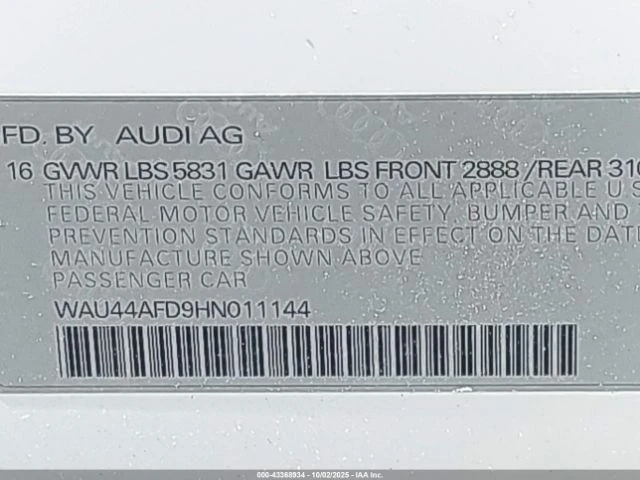 FD. BY AUDI AG
16 GVWR LBS 5831 GAWR LBS FRONT 2888 /REAR 310
THIS VEHICLE CONFORMS TO ALL APPLICABLE U S
FEDERAL MOTOR VEHICLE SAFETY, BUMPER AND
PREVENTION STANDARDS IN EFFECT ON THE DATE
MANUFACTURE SHOWN ABOVE
PASSENGER CAR
WAU44AFD9HN011144
000-43368934 | 10/02/2025 | IAA Inc.